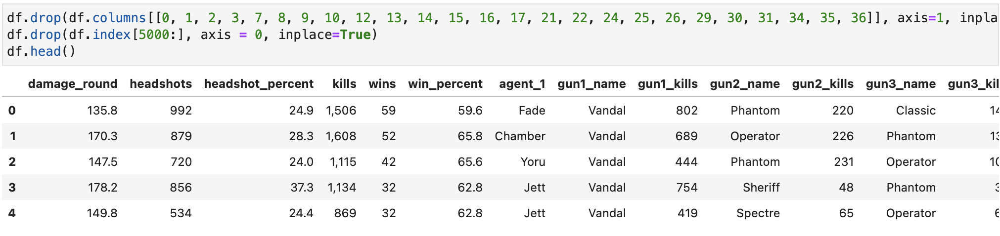 df.drop(df.columns[[0, 1, 2, 3, 7, 8, 9, 10, 12, 13, 14, 15, 16, 17, 21, 22, 24, 25, 26, 29, 30, 31, 34, 35, 36]], axis=1, inpla
df.drop(df.index[5000:], axis = 0, inplace=True)
df.head()
damage_round headshots headshot_percent kills wins win_percent agent_1 gun1_name gun1_kills gun2_name gun2_kills gun3_name gun3_kil
0 135.8 992 24.9 1,506 59 59.6 Fade Vandal 802 Phantom 220 Classic 14
1 170.3 879 28.3 1,608 52 65.8 Chamber Vandal 689 Operator 226 Phantom 13
2 147.5 720 24.0 1,115 42 65.6 Yoru Vandal 444 Phantom 231 Operator 10
3 178.2 856 37.3 1,134 32 62.8 Jett Vandal 754 Sheriff 48 Phantom 3
4 149.8 534 24.4 869 32 62.8 Jett Vandal 419 Spectre 65 Operator 6